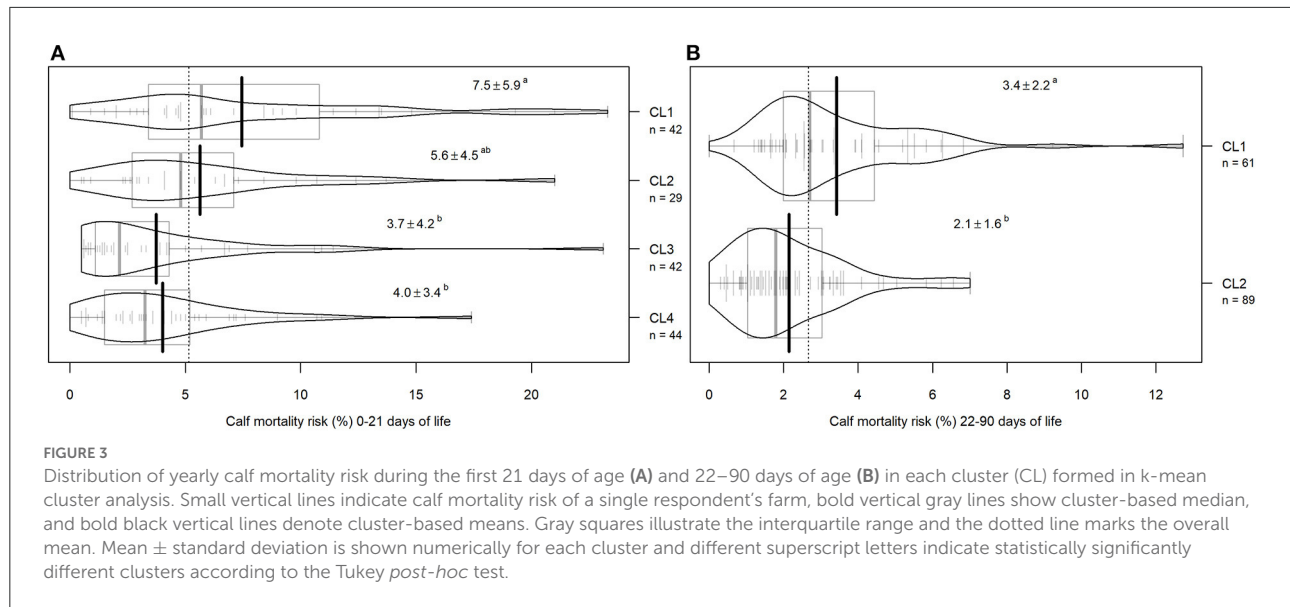 A
7.5±5.9 a
CL1
n = 42
5.6±4.5 ab
CL2
n = 29
3.7±4.2 b
CL3
n = 42
4.0±3.4 b
CL4
n = 44
0 5 10 15 20
Calf mortality risk (%) 0-21 days of life
B
3.4±2.2 a
CL1
n = 61
2.1±1.6 b
CL2
n = 89
0 2 4 6 8 10 12
Calf mortality risk (%) 22-90 days of life
FIGURE 3
Distribution of yearly calf mortality risk during the first 21 days of age (A) and 22–90 days of age (B) in each cluster (CL) formed in k-mean
cluster analysis. Small vertical lines indicate calf mortality risk of a single respondent's farm, bold vertical gray lines show cluster-based median,
and bold black vertical lines denote cluster-based means. Gray squares illustrate the interquartile range and the dotted line marks the overall
mean. Mean ± standard deviation is shown numerically for each cluster and different superscript letters indicate statistically significantly
different clusters according to the Tukey post-hoc test.